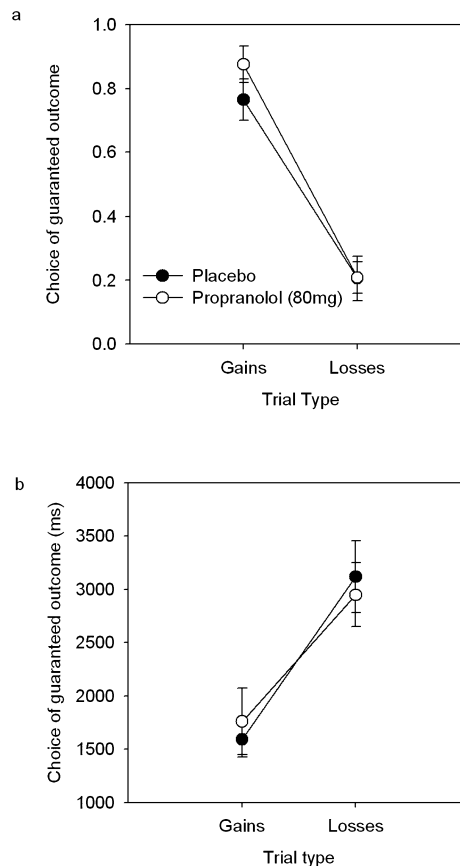 a
Choice of guaranteed outcome
1.0
0.8
0.6
0.4
0.2
0.0
Placebo
Propranolol (80mg)
Gains Losses
Trial Type
b
Choice of guaranteed outcome (ms)
4000
3500
3000
2500
2000
1500
1000
Gains Losses
Trial type